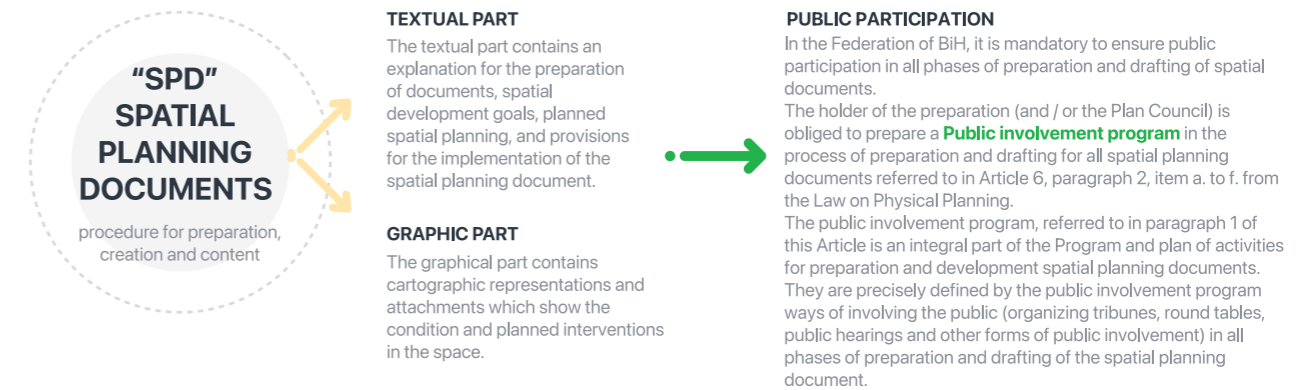 “SPD”
SPATIAL
PLANNING
DOCUMENTS
procedure for preparation,
creation and content
TEXTUAL PART
The textual part contains an
explanation for the preparation
of documents, spatial
development goals, planned
spatial planning, and provisions
for the implementation of the
spatial planning document.
GRAPHIC PART
The graphical part contains
cartographic representations and
attachments which show the
condition and planned interventions
in the space.
PUBLIC PARTICIPATION
In the Federation of BiH, it is mandatory to ensure public
participation in all phases of preparation and drafting of spatial
documents.
The holder of the preparation (and / or the Plan Council) is
obliged to prepare a Public involvement program in the
process of preparation and drafting for all spatial planning
documents referred to in Article 6, paragraph 2, item a. to f. from
the Law on Physical Planning.
The public involvement program, referred to in paragraph 1 of
this Article is an integral part of the Program and plan of activities
for preparation and development spatial planning documents.
They are precisely defined by the public involvement program
ways of involving the public (organizing tribunes, round tables,
public hearings and other forms of public involvement) in all
phases of preparation and drafting of the spatial planning
document.